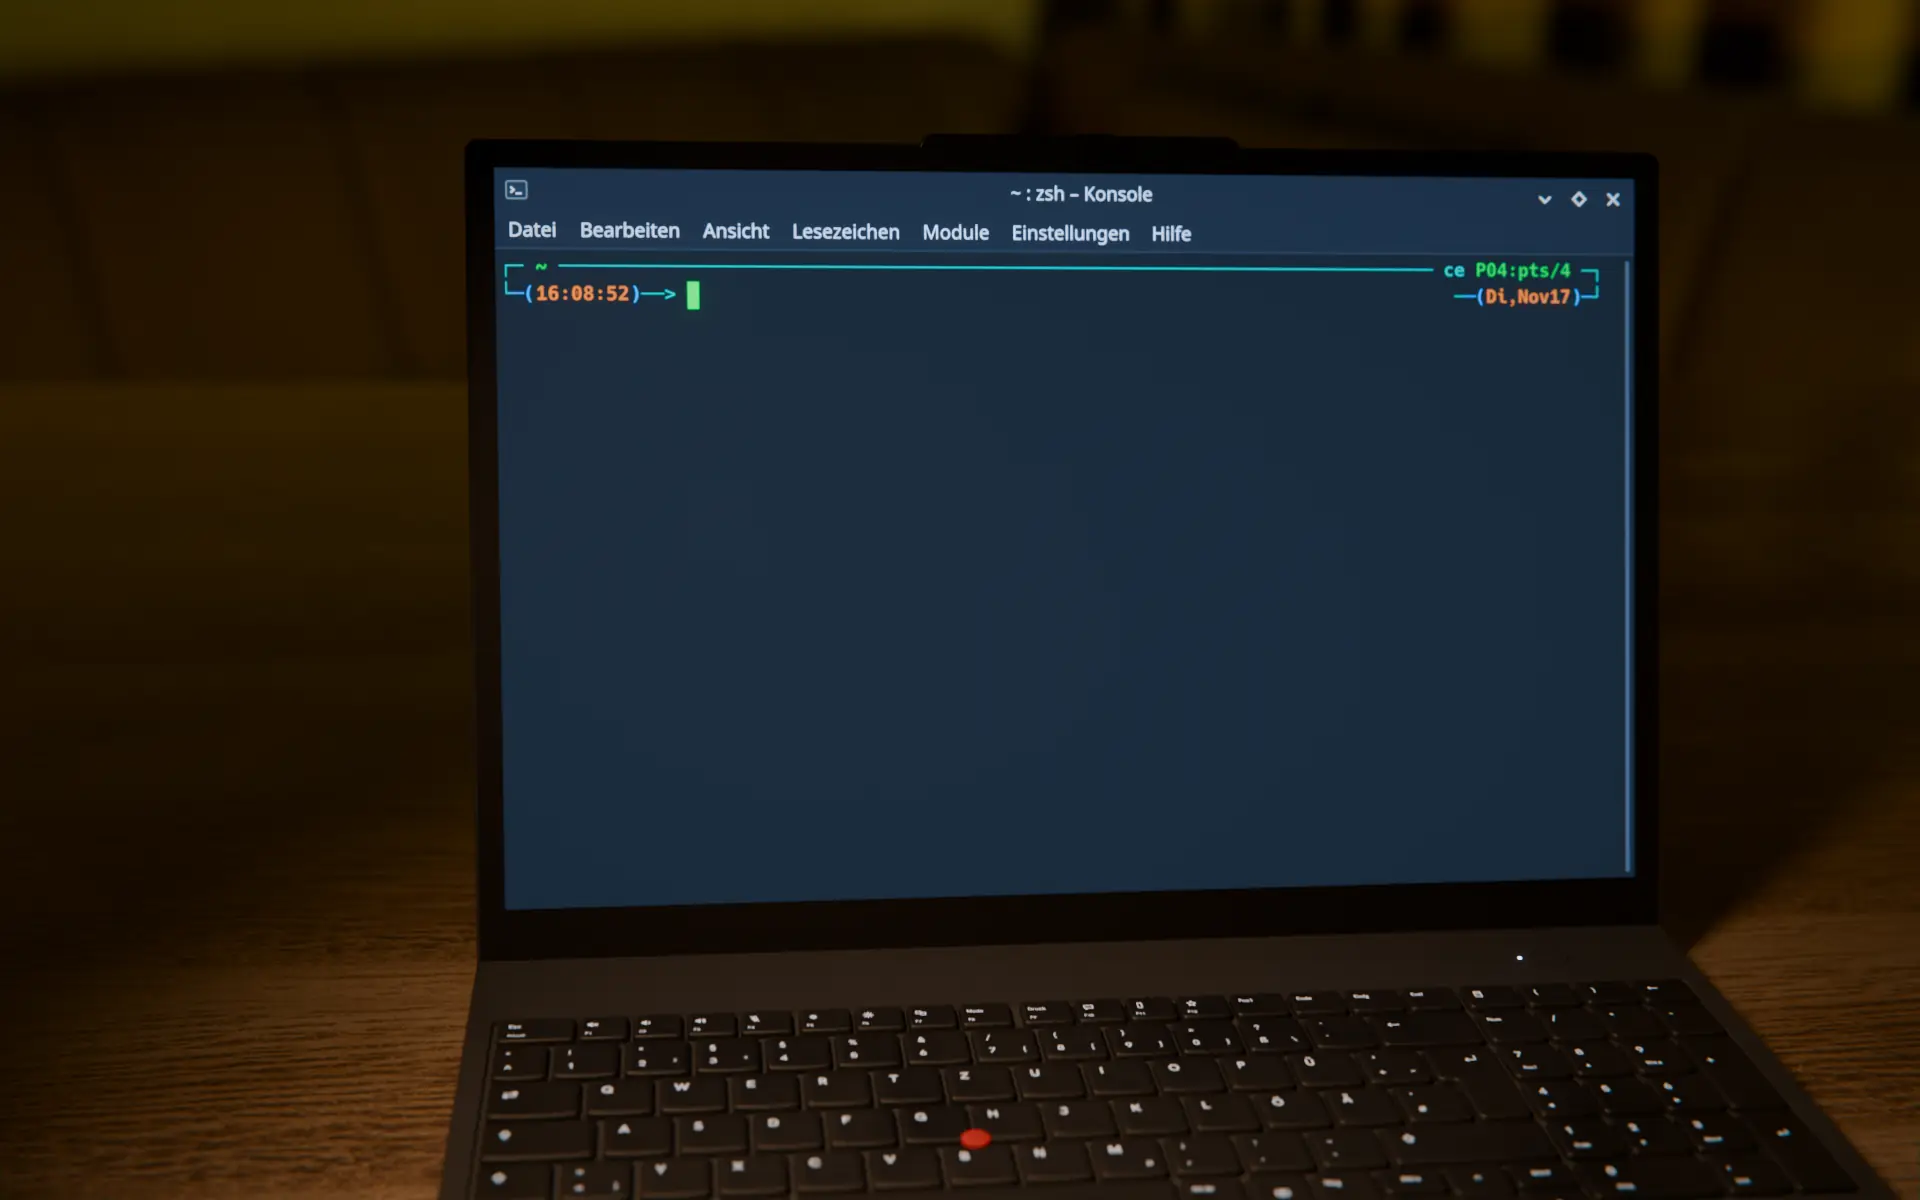 ~ : zsh – Konsole
Datei Bearbeiten Ansicht Lesezeichen Module Einstellungen Hilfe
~ ce P04:pts/4
(16:08:52)—> —(Di,Nov17)
Q W E R T Z U I O P Ü
A S D F G H J K L Ö Ä
Y X C V B N M